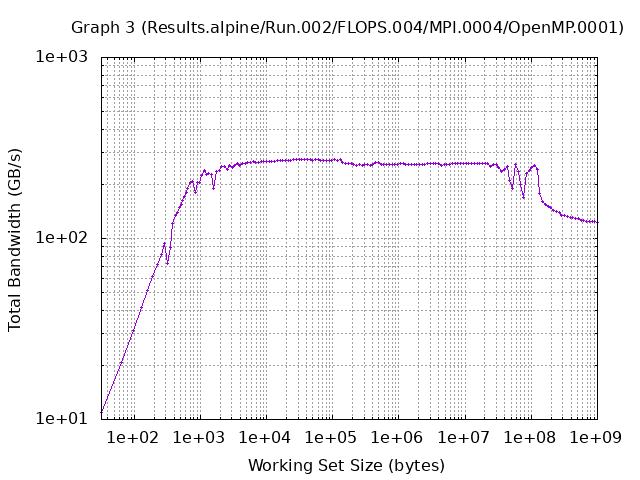 Graph 3 (Results.alpine/Run.002/FLOPS.004/MPI.0004/OpenMP.0001)
1e+03
1e+02
1e+01
Total Bandwidth (GB/s)
1e+02 1e+03 1e+04 1e+05 1e+06 1e+07 1e+08 1e+09
Working Set Size (bytes)